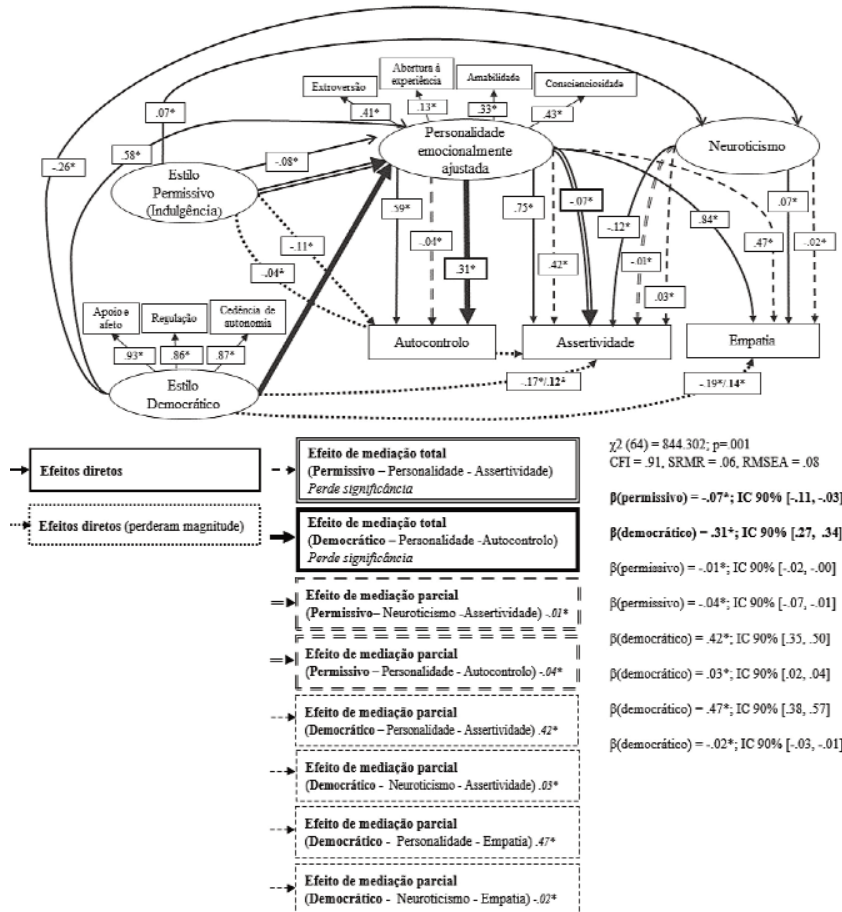 Abertura à
experiência
Extroversão
Amabilidade
Conscienciosidade
.41*
.13*
.33*
.43*
Personalidade
emocionalmente
ajustada
Neuroticismo
.07*
-.26*
.58*
-.08*
Estilo
Permissivo
(Indulgência)
-.11*
-.04*
.59*
-.04*
.31*
.75*
.42*
-.07*
-.12*
-.01*
.03*
.84*
.47*
.07*
-.02*
Apoio e
afeto
Regulação
Cedência de
autonomia
.93*
.86*
.87*
Estilo
Democrático
Autocontrolo
Assertividade
Empatia
-.17*/.12*
-.19*/.14*
Efeitos diretos
Efeitos diretos (perderam magnitude)
Efeito de mediação total
(Permissivo – Personalidade - Assertividade)
Perde significância
Efeito de mediação total
(Democrático – Personalidade -Autocontrolo)
Perde significância
Efeito de mediação parcial
(Permissivo– Neuroticismo -Assertividade) -.01*
Efeito de mediação parcial
(Permissivo – Personalidade - Autocontrolo) -.04*
Efeito de mediação parcial
(Democrático – Personalidade - Assertividade) .42*
Efeito de mediação parcial
(Democrático - Neuroticismo - Assertividade) .03*
Efeito de mediação parcial
(Democrático - Personalidade - Empatia) .47*
Efeito de mediação parcial
(Democrático - Neuroticismo - Empatia) -.02*
χ2 (64) = 844.302; p=.001
CFI = .91, SRMR = .06, RMSEA = .08
β(permissivo) = -.07*; IC 90% [-.11, -.03]
β(democrático) = .31*; IC 90% [.27, .34]
β(permissivo) = -.01*; IC 90% [-.02, -.00]
β(permissivo) = -.04*; IC 90% [-.07, -.01]
β(democrático) = .42*; IC 90% [.35, .50]
β(democrático) = .03*; IC 90% [.02, .04]
β(democrático) = .47*; IC 90% [.38, .57]
β(democrático) = -.02*; IC 90% [-.03, -.01]